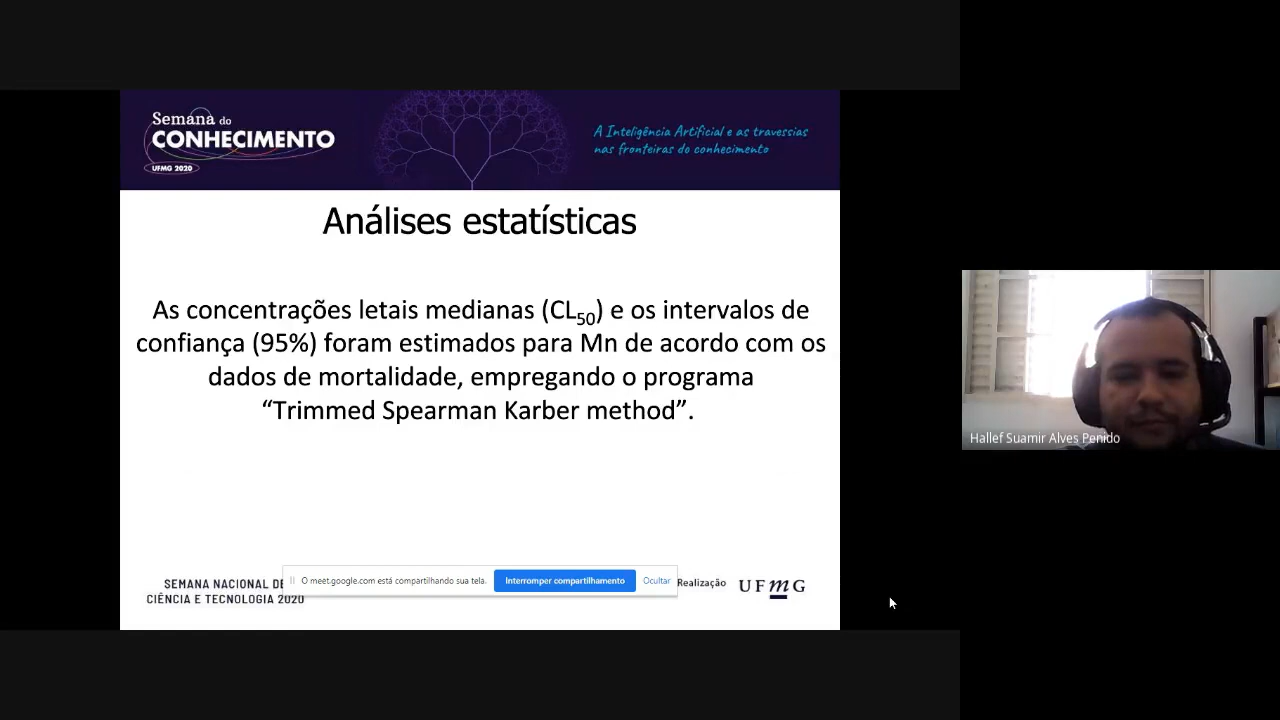 Semana do
CONHECIMENTO
UFMG 2020
A Inteligência Artificial e as travessias
nas fronteiras do conhecimento
Análises estatísticas
As concentrações letais medianas (CL50) e os intervalos de
confiança (95%) foram estimados para Mn de acordo com os
dados de mortalidade, empregando o programa
“Trimmed Spearman Karber method”.
Hallef Suamir Alves Penido
SEMANA NACIONAL DE
CIÊNCIA E TECNOLOGIA 2020
O meet.google.com está compartilhando sua tela.
Interromper compartilhamento
Ocultar
Realização
UFMG